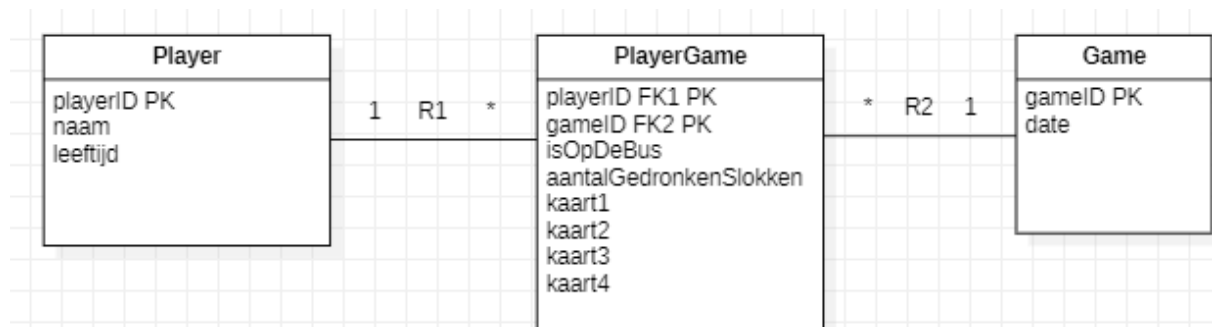 Player
playerID PK
naam
leeftijd
1 R1 *
PlayerGame
playerID FK1 PK
gameID FK2 PK
isOpDeBus
aantalGedronkenSlokken
kaart1
kaart2
kaart3
kaart4
* R2 1
Game
gameID PK
date